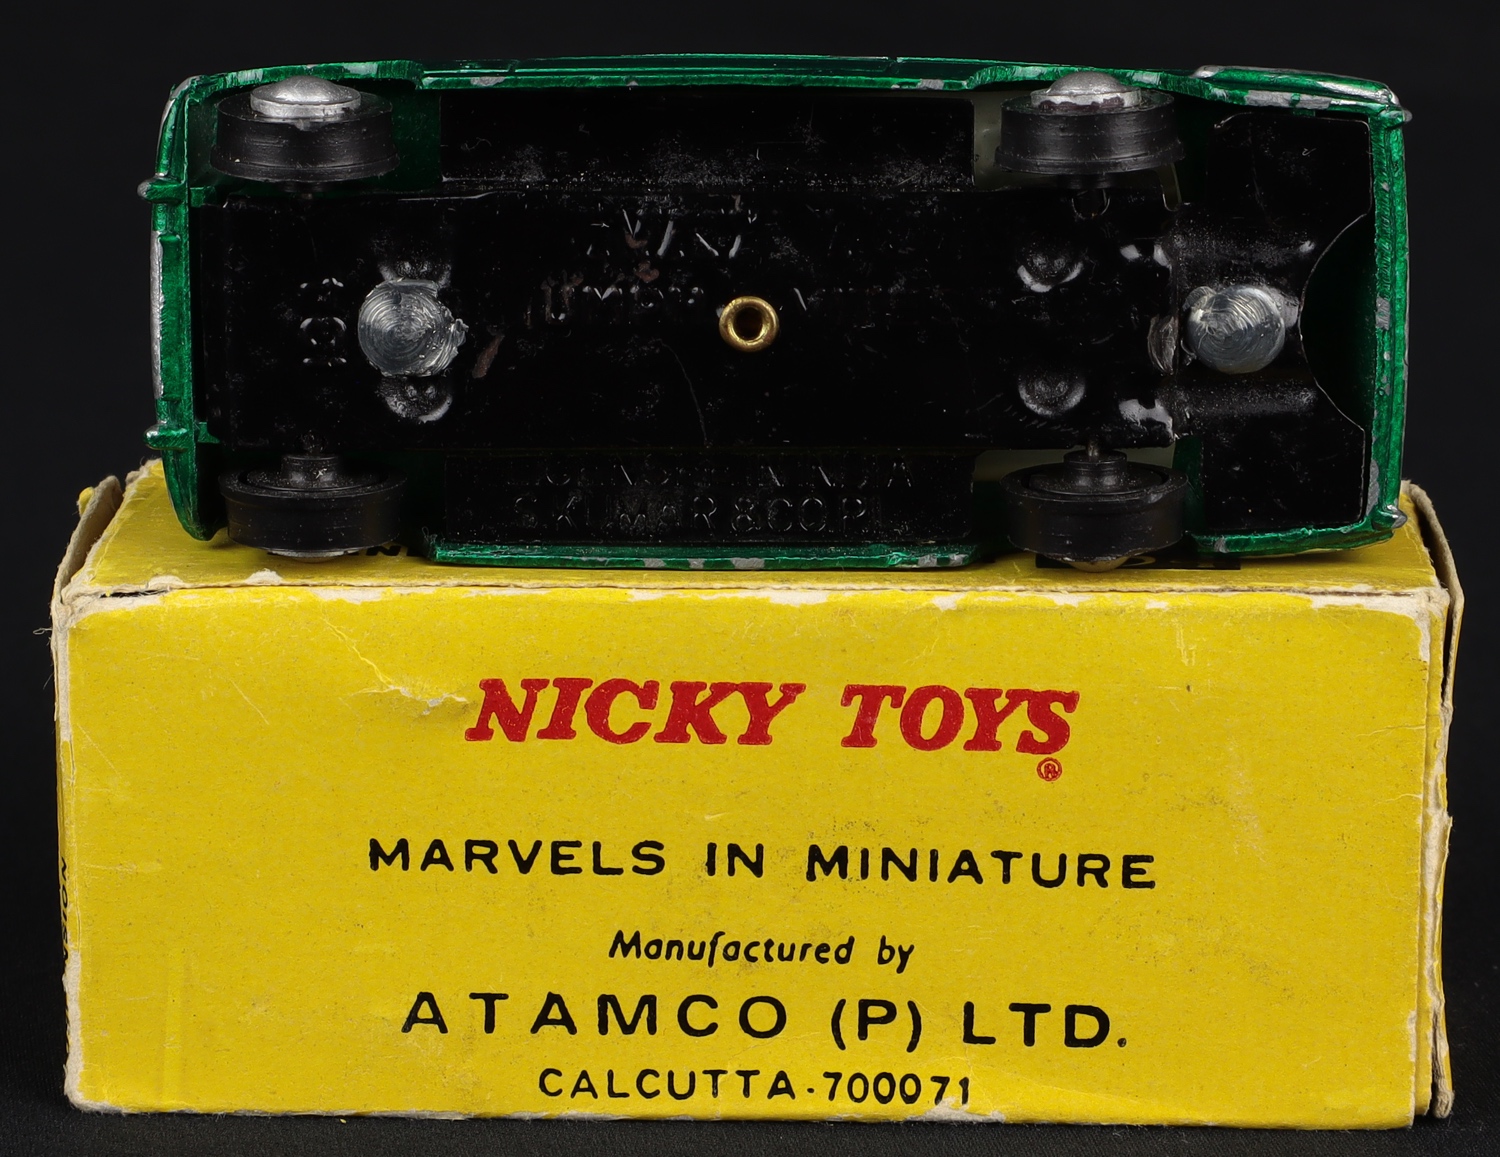 NICKY TOYS
®
MARVELS IN MINIATURE
Manufactured by
ATAMCO (P) LTD.
CALCUTTA-700071